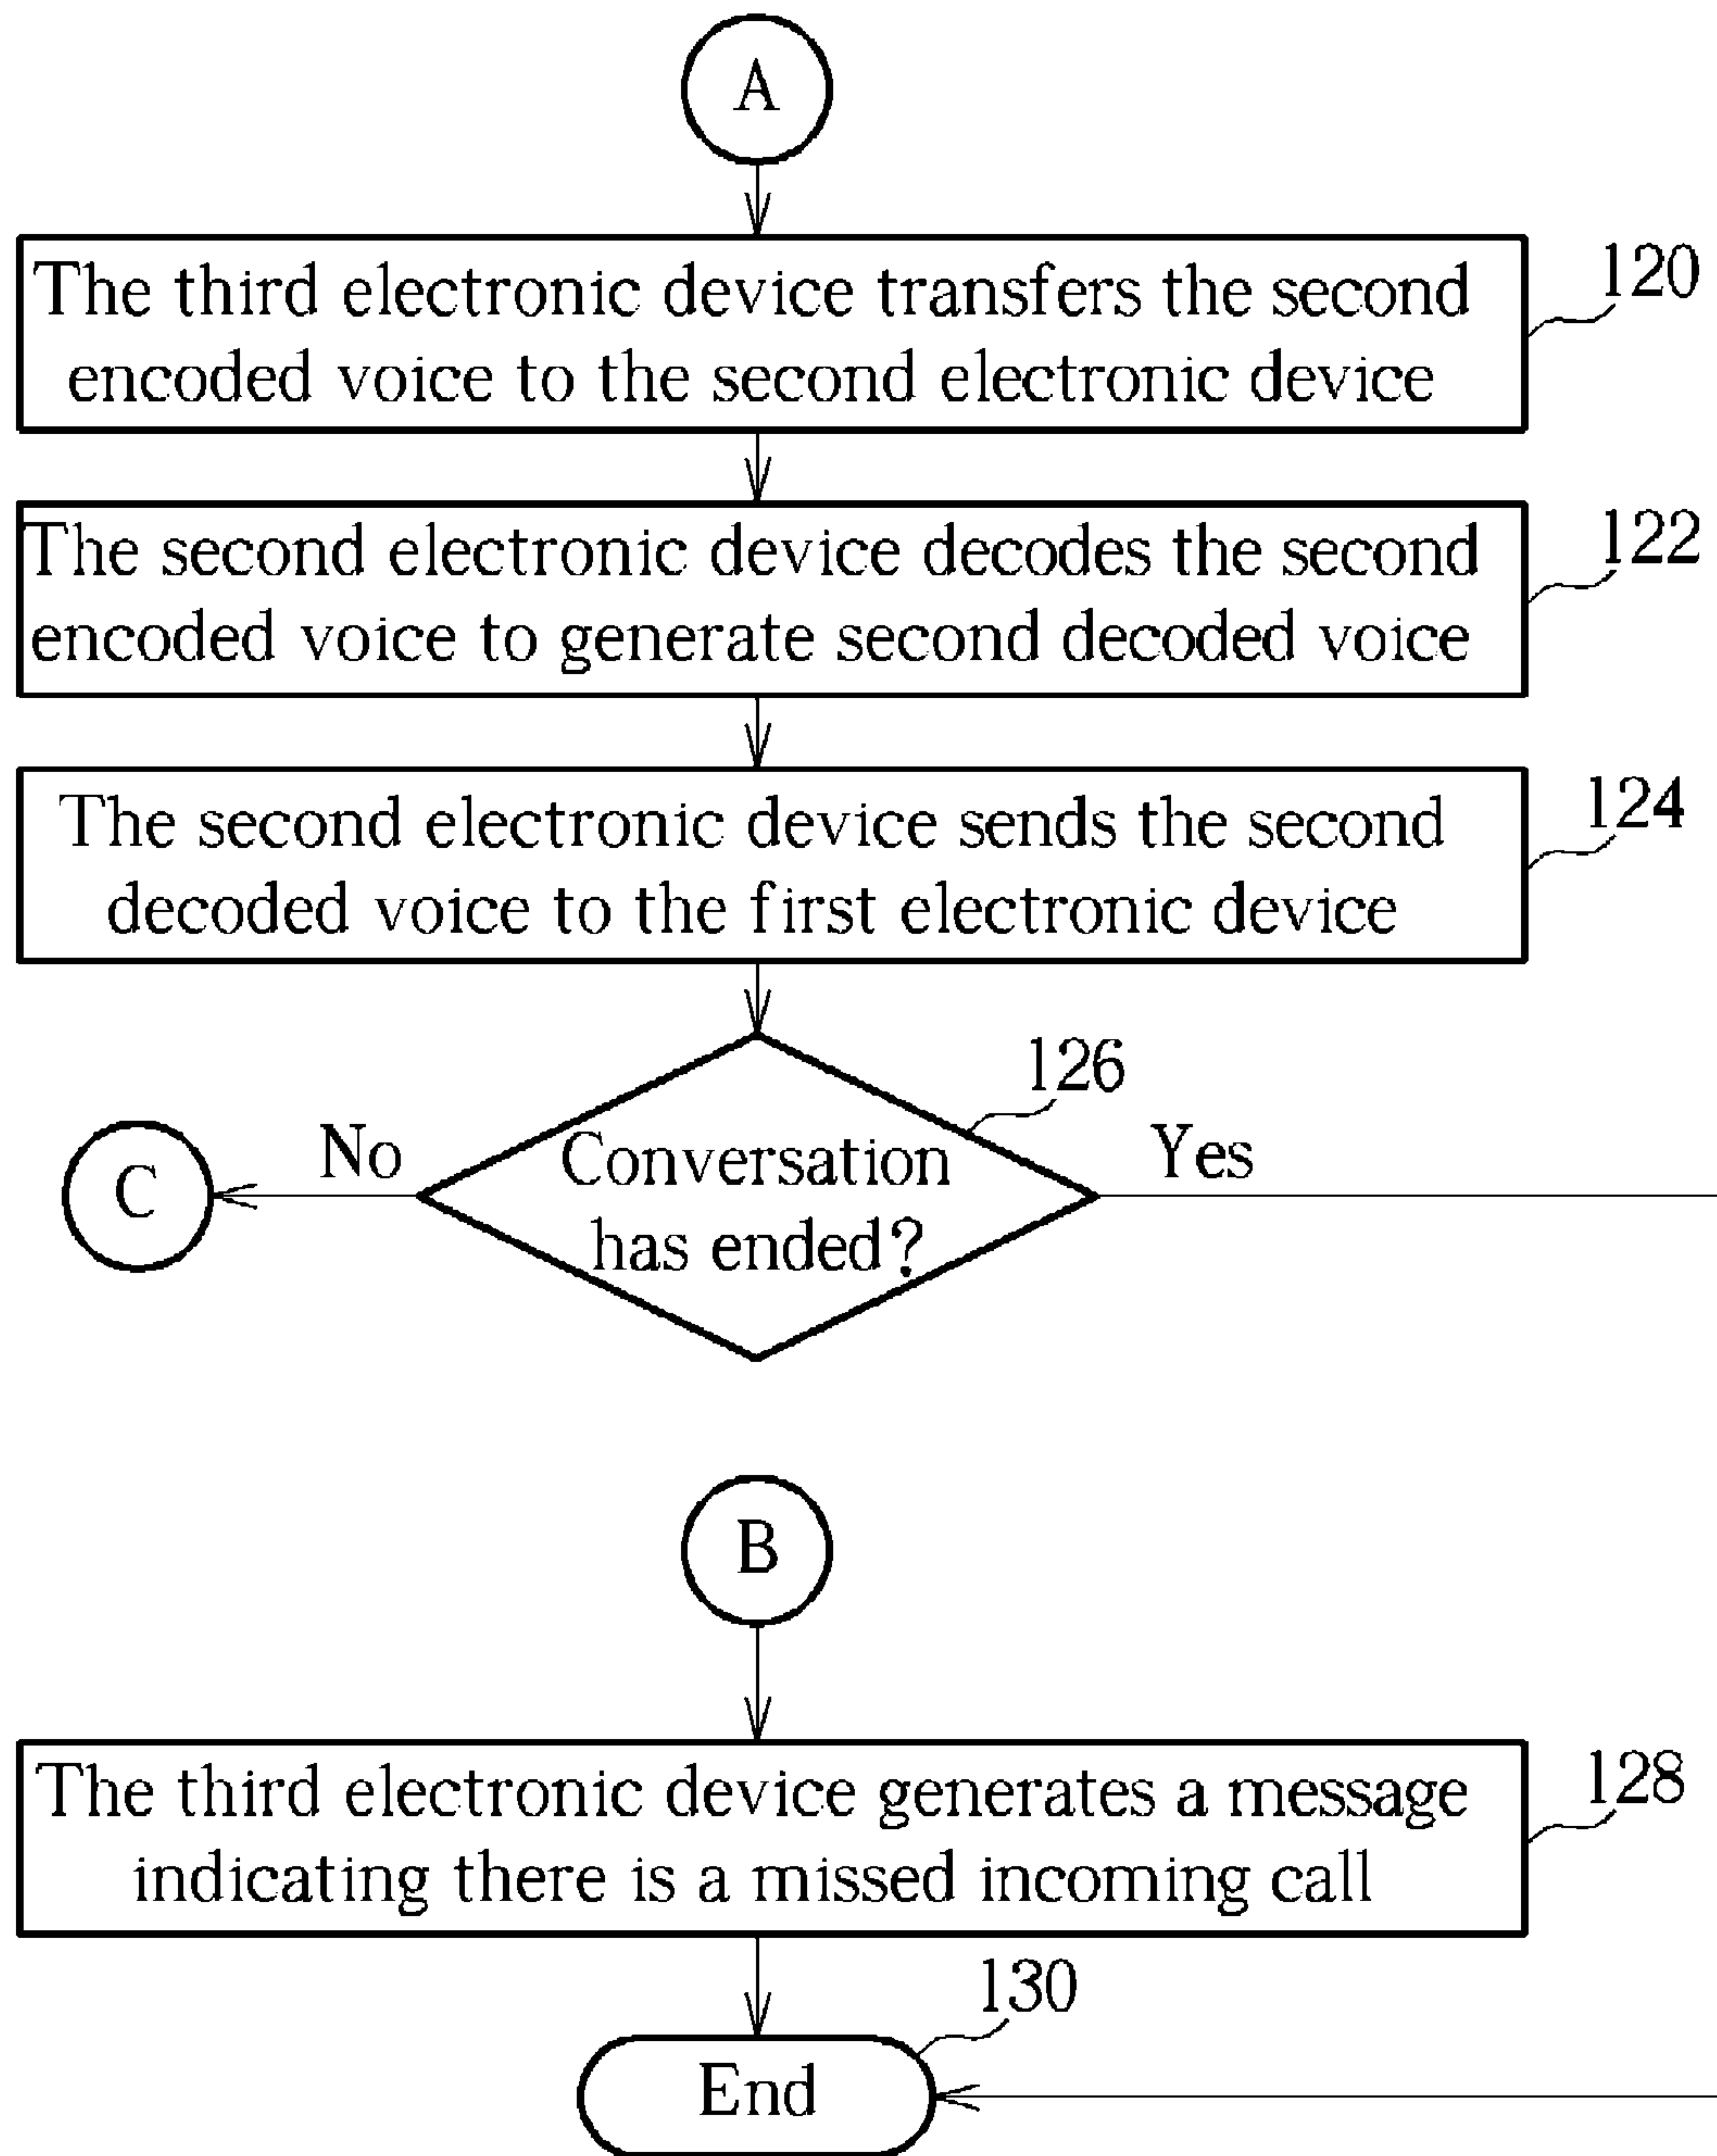 A
The third electronic device transfers the second
encoded voice to the second electronic device
120
The second electronic device decodes the second
encoded voice to generate second decoded voice
122
The second electronic device sends the second
decoded voice to the first electronic device
124
126
No
Yes
C
Conversation
has ended?
B
The third electronic device generates a message
indicating there is a missed incoming call
128
130
End